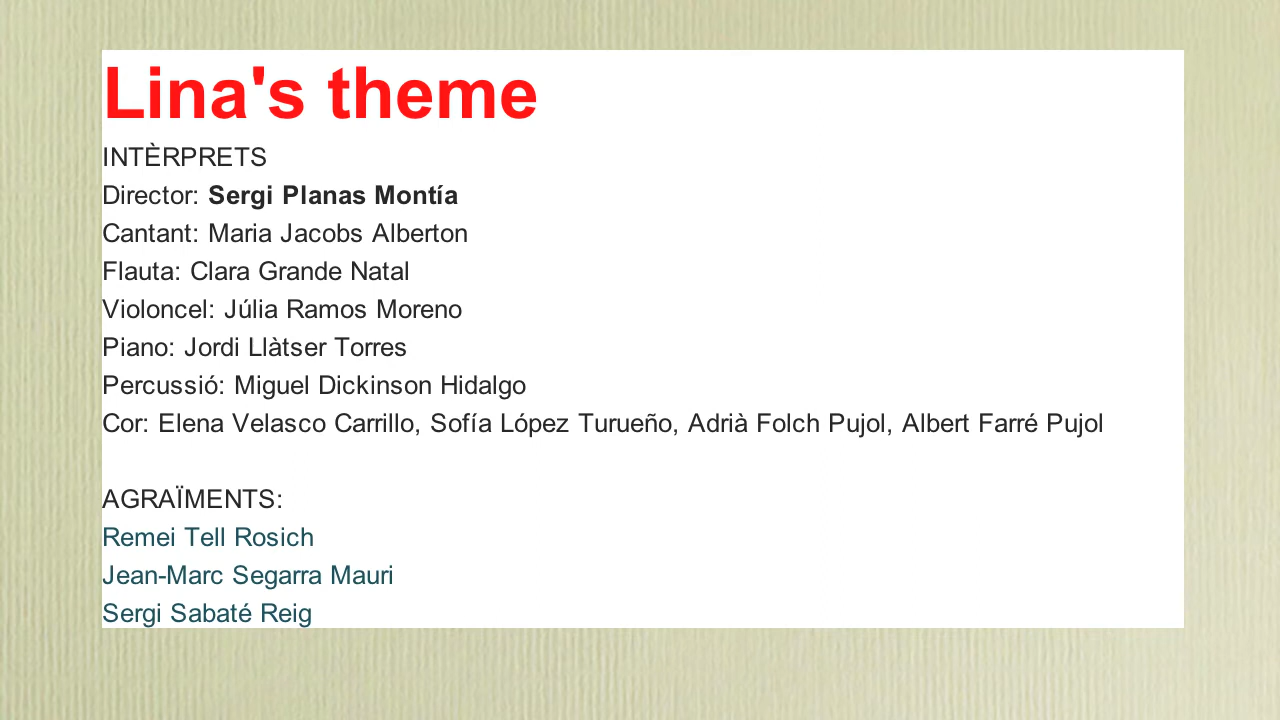 Lina's theme
INTÈRPRETS
Director: Sergi Planas Montía
Cantant: Maria Jacobs Alberton
Flauta: Clara Grande Natal
Violoncel: Júlia Ramos Moreno
Piano: Jordi Llàtser Torres
Percussió: Miguel Dickinson Hidalgo
Cor: Elena Velasco Carrillo, Sofía López Turueño, Adrià Folch Pujol, Albert Farré Pujol
AGRAÏMENTS:
Remei Tell Rosich
Jean-Marc Segarra Mauri
Sergi Sabaté Reig